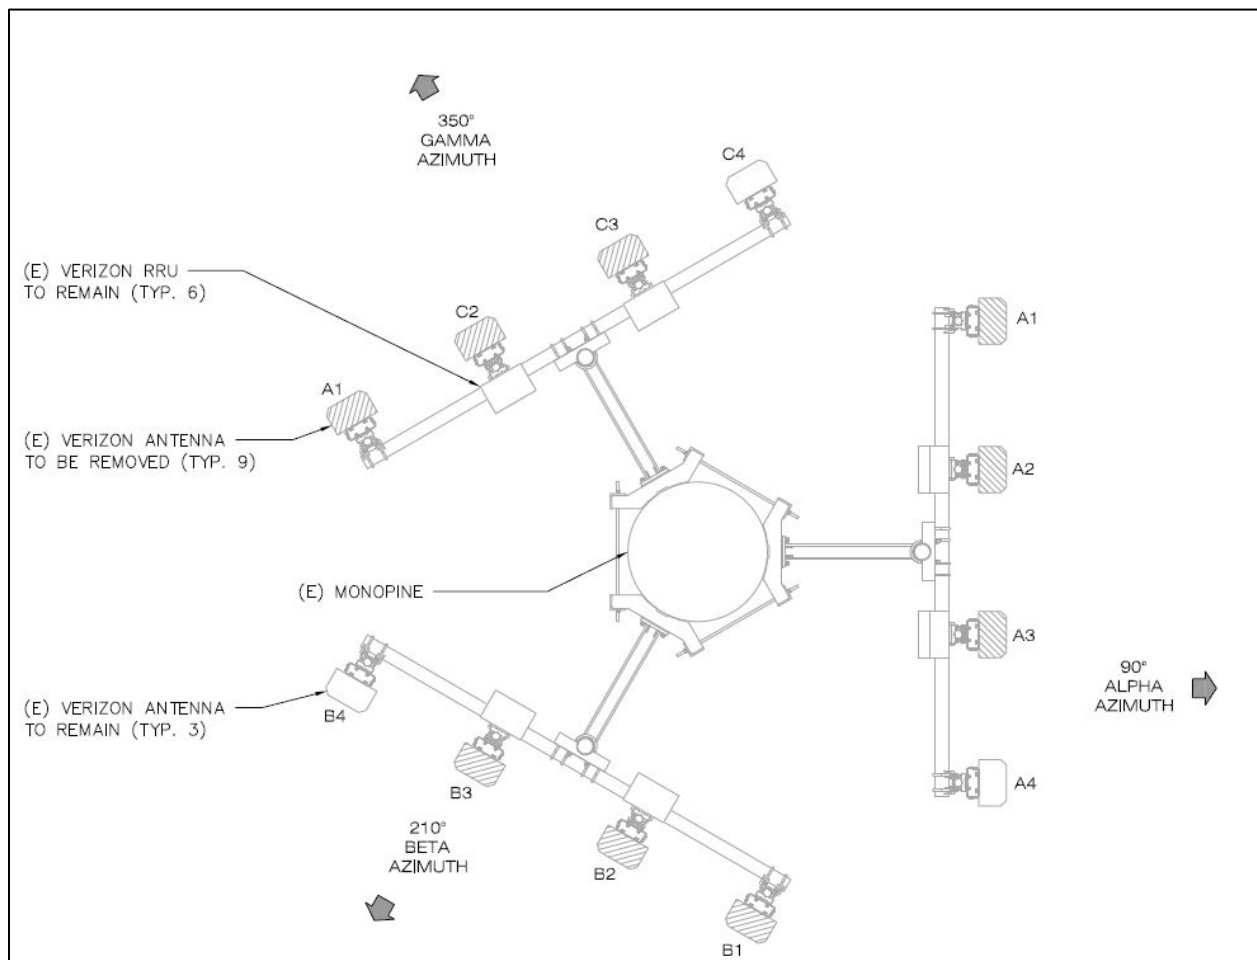 350°
GAMMA
AZIMUTH
C4
C3
(E) VERIZON RRU
TO REMAIN (TYP. 6)
C2
A1
A1
(E) VERIZON ANTENNA
TO BE REMOVED (TYP. 9)
A2
(E) MONOPINE
A3
90°
ALPHA
AZIMUTH
(E) VERIZON ANTENNA
TO REMAIN (TYP. 3)
B4
A4
B3
210°
BETA
AZIMUTH
B2
B1